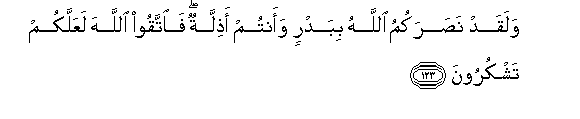 وَلَقَدْ نَصَرَكُمُ ٱللَّهُ بِبَدْرٍ وَأَنتُمْ أَذِلَّةٌ ۖ فَٱتَّقُوا۟ ٱللَّهَ لَعَلَّكُمْ
تَشْكُرُونَ ١٢٣